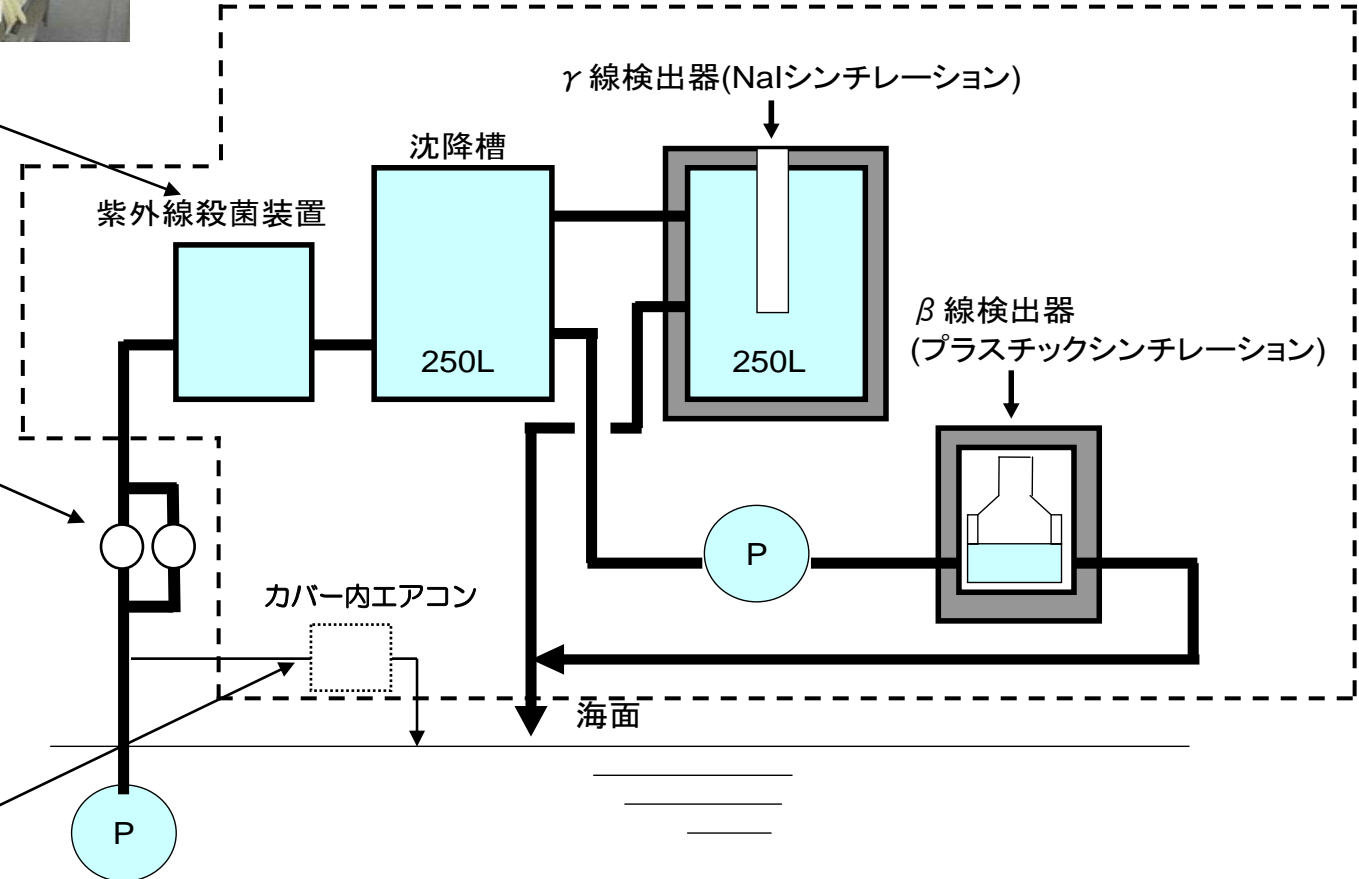 γ線検出器(NaIシンチレーション)
沈降槽
紫外線殺菌装置
250L
250L
β線検出器
(プラスチックシンチレーション)
P
カバー内エアコン
海面
P